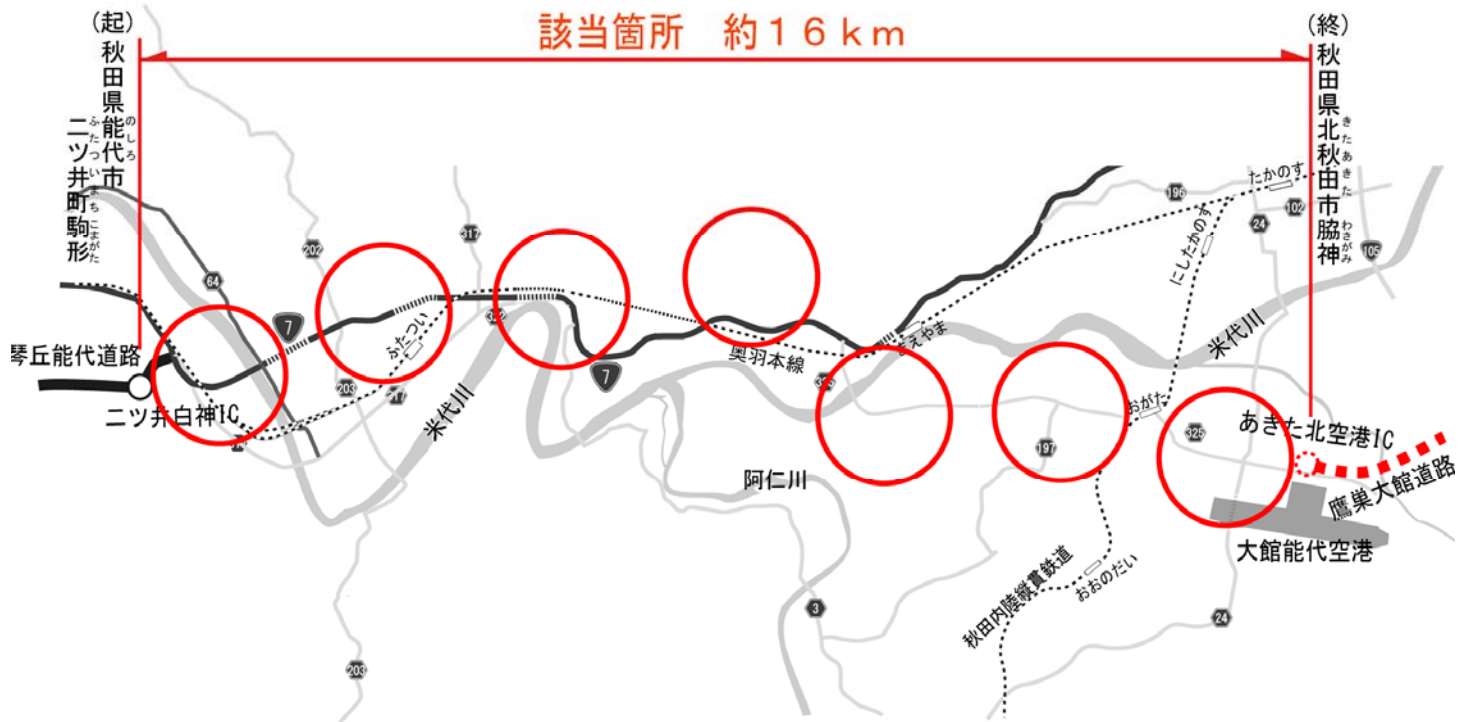 (起)
秋田県能代市
のしろ
二ツ井町駒形
ふたついまちこまがた
該当箇所 約16km
(終)
秋田県北秋田市脇神
きたあきた
わきがみ
たかのす
196
102
24
にしたかのす
105
317
202
64
7
ふたつい
203
317
米代川
7
奥羽本線
まえやま
米代川
琴丘能代道路
二ツ井白神IC
阿仁川
おがた
197
325
あきた北空港IC
鷹巣大館道路
大館能代空港
秋田内陸縦貫鉄道
おおのだい
3
24
203